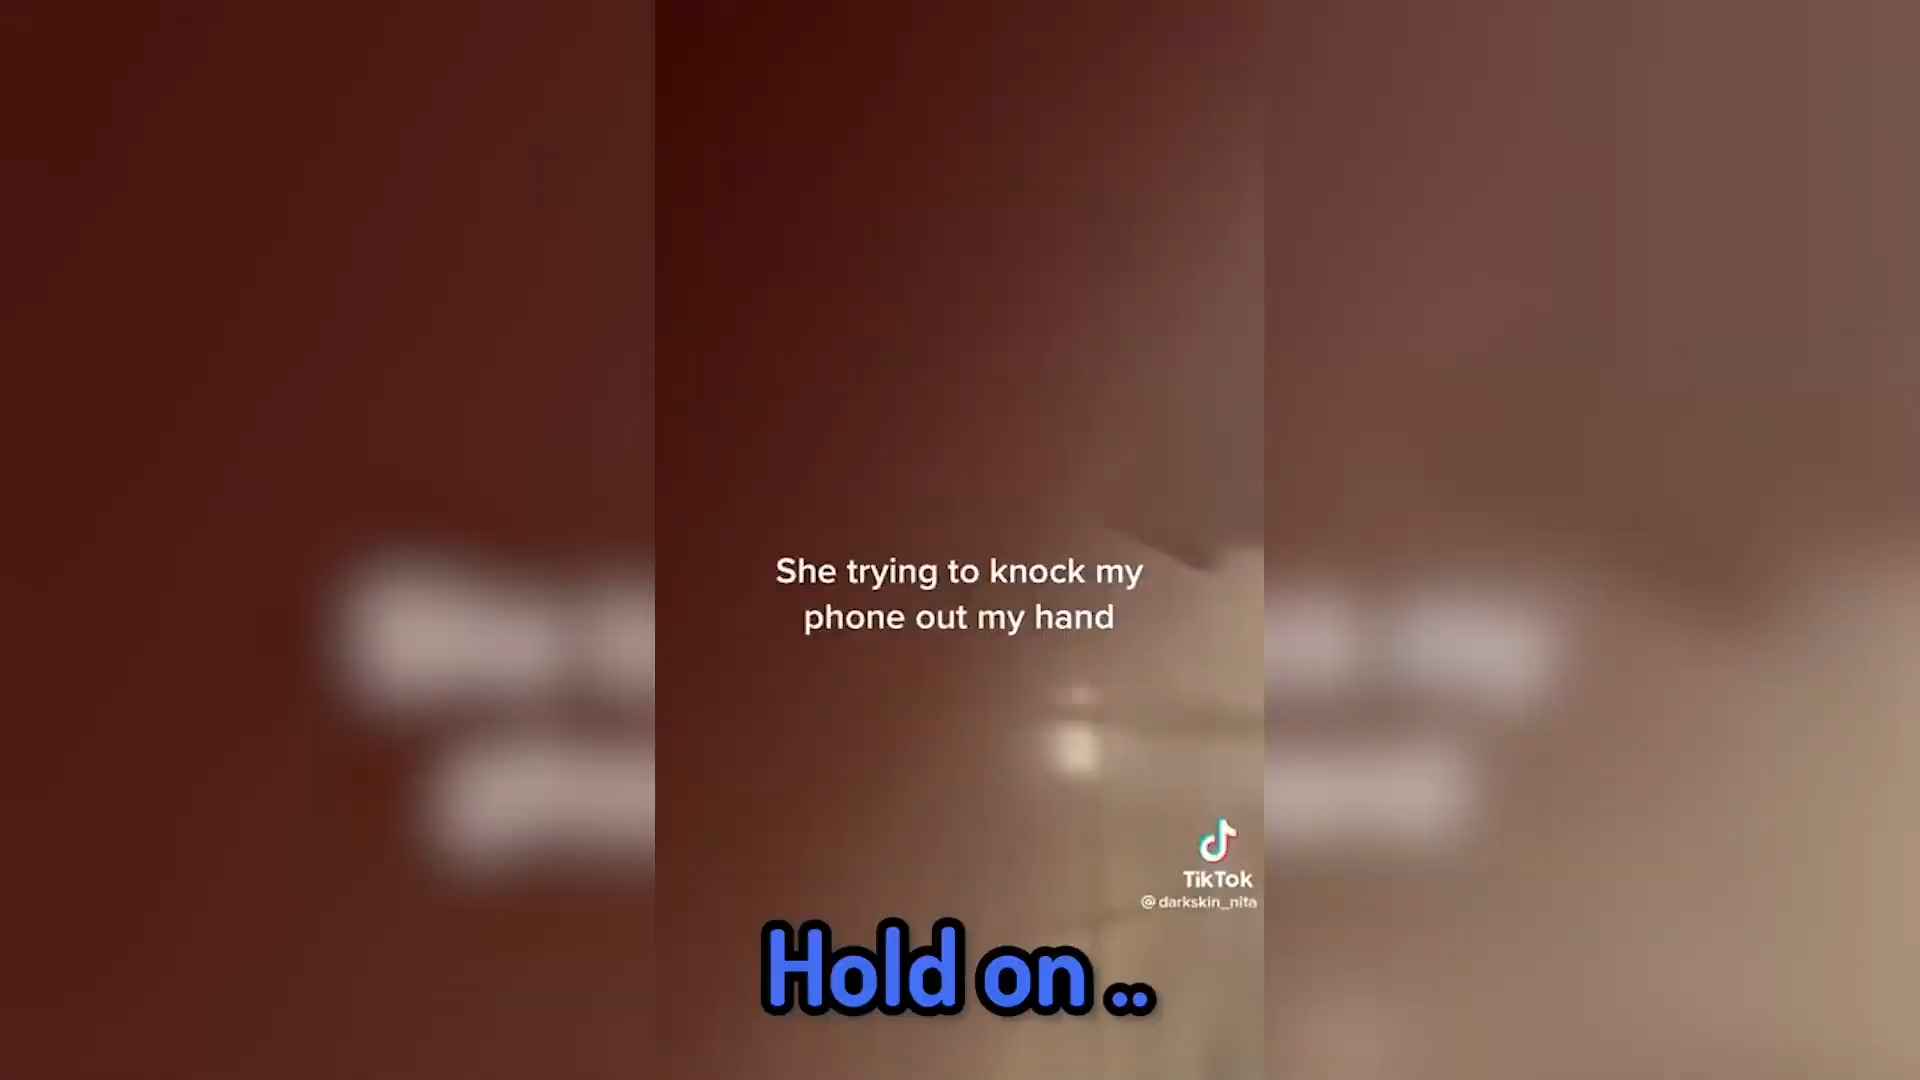 She trying to knock my
phone out my hand
TikTok
@darkskin_nita
Hold on ..